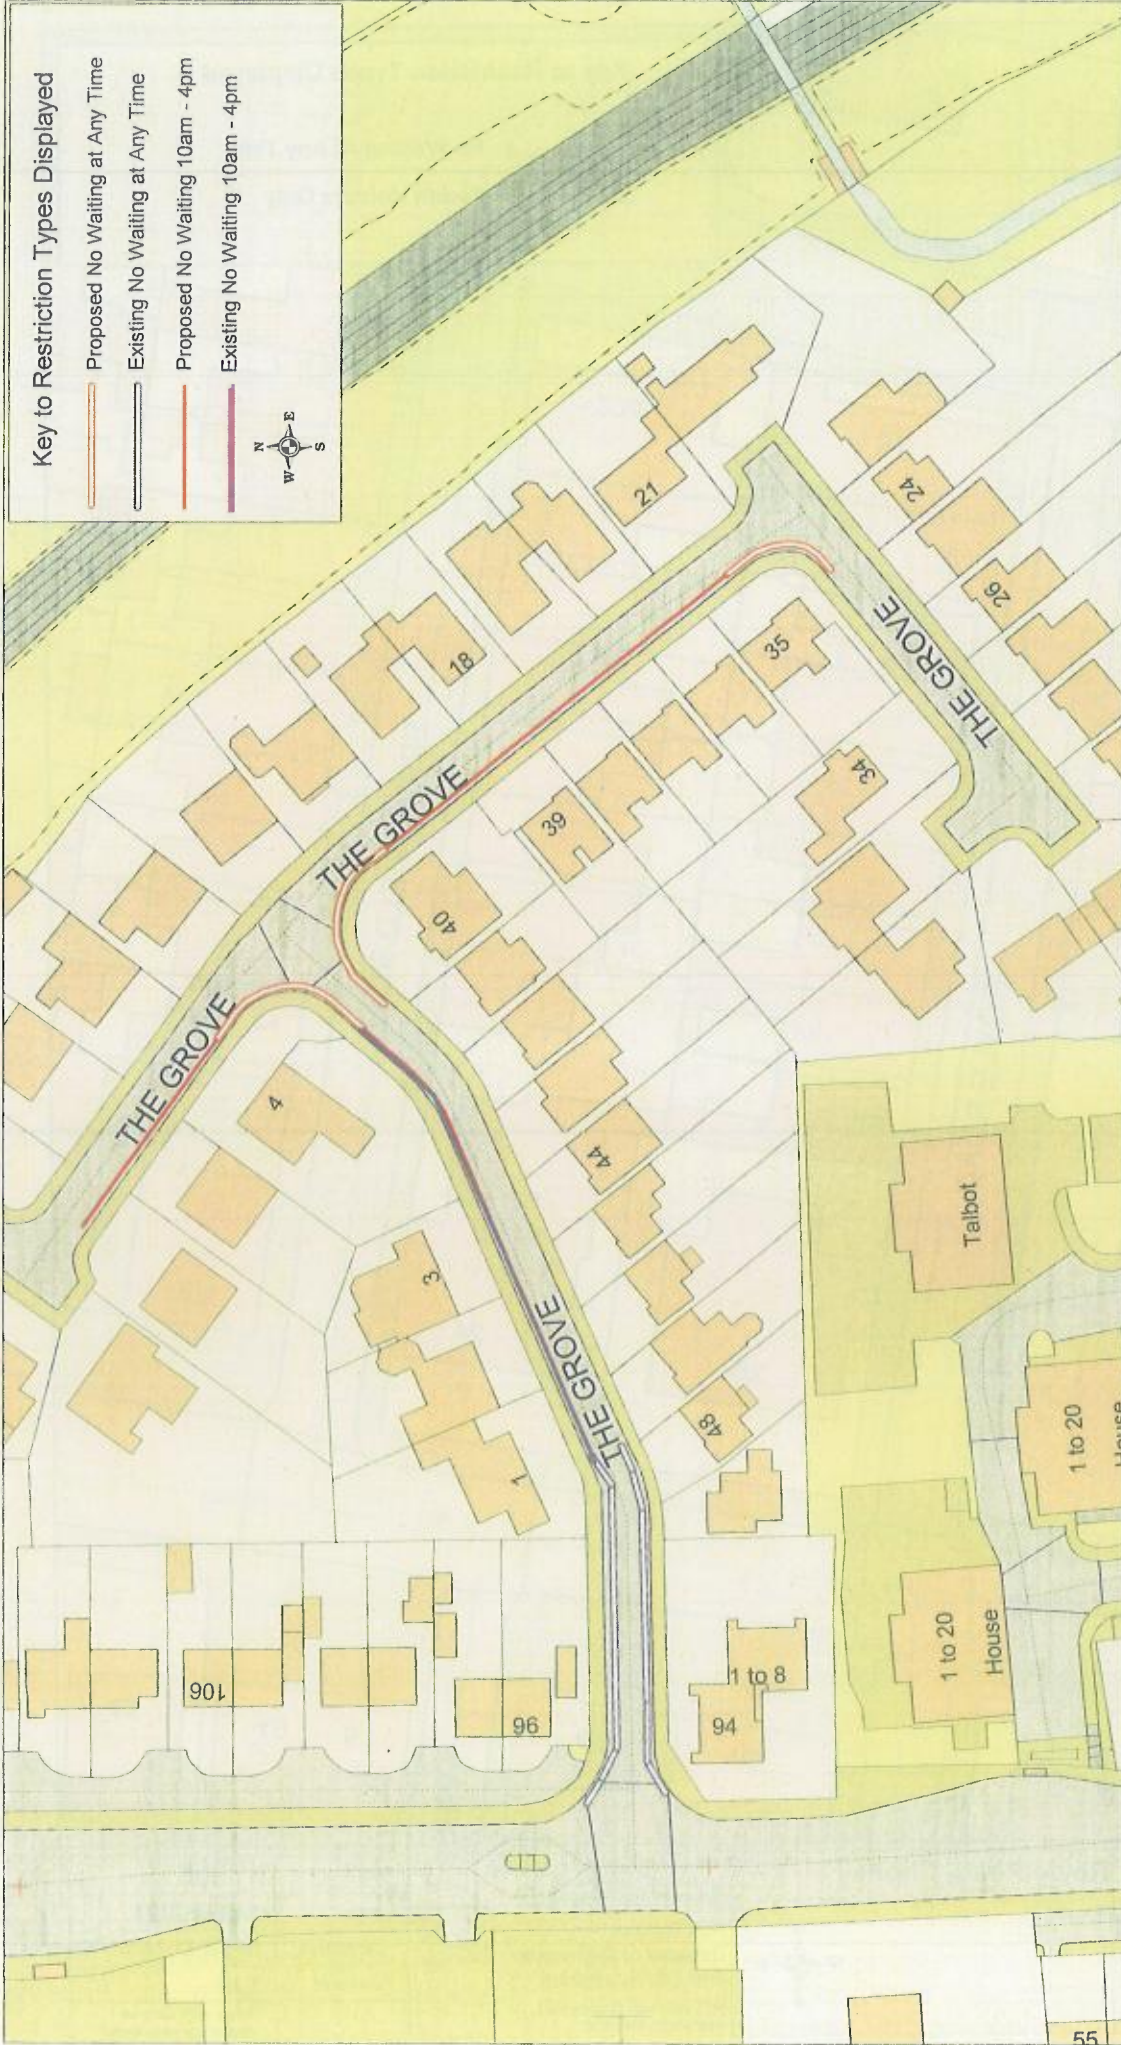 Key to Restriction Types Displayed
Proposed No Waiting at Any Time
Existing No Waiting at Any Time
Proposed No Waiting 10am - 4pm
Existing No Waiting 10am - 4pm
N
W E
S
THE GROVE
THE GROVE
THE GROVE
THE GROVE
21
24
26
18
35
34
39
40
4
44
3
48
1
106
96
94
1 to 8
Talbot
1 to 20
House
1 to 20
House
55